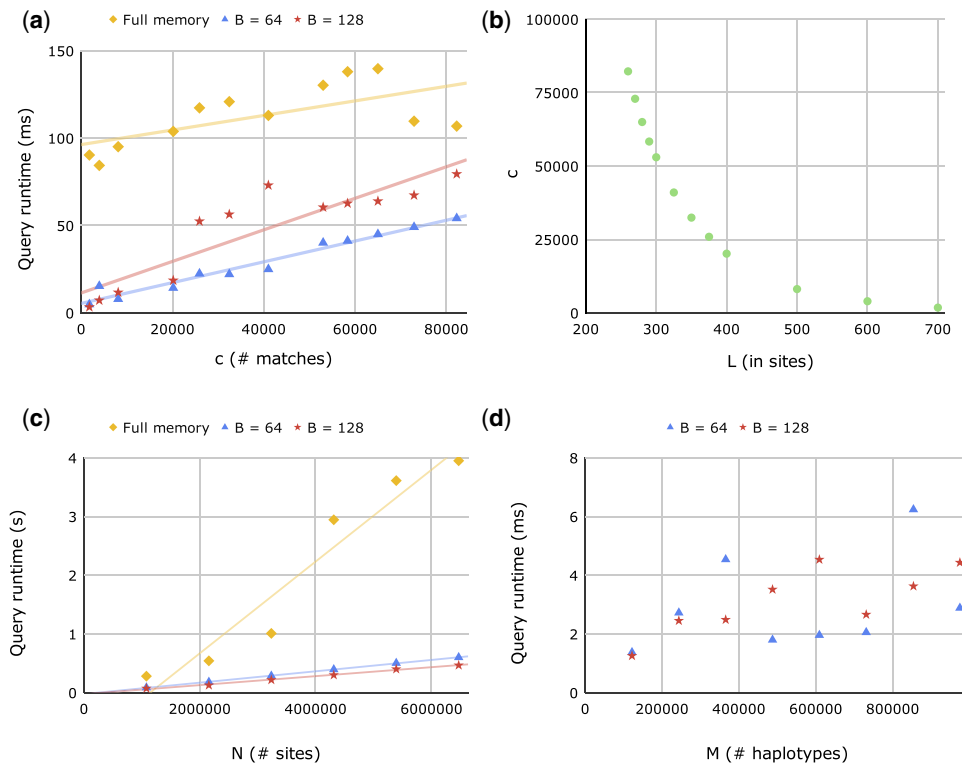 (a)
Full memory B = 64 B = 128
150
100
50
0
Query runtime (ms)
0 20000 40000 60000 80000
c (# matches)
(b)
100000
75000
50000
25000
0
c
200 300 400 500 600 700
L (in sites)
(c)
Full memory B = 64 B = 128
4
3
2
1
0
Query runtime (s)
0 2000000 4000000 6000000
N (# sites)
(d)
B = 64 B = 128
8
6
4
2
0
Query runtime (ms)
0 200000 400000 600000 800000
M (# haplotypes)